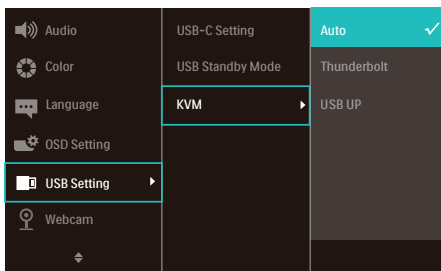 Audio
Color
Language
OSD Setting
USB Setting
Webcam
USB-C Setting
USB Standby Mode
KVM
Auto
Thunderbolt
USB UP